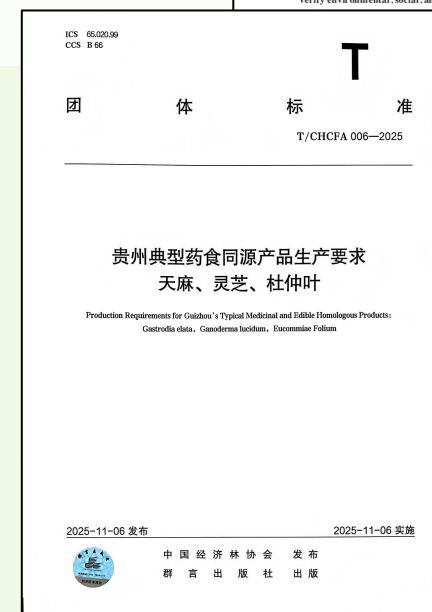 verify environmental, social, an
ICS 65.020.99
CCS B 66
T
团 体 标 准
T/CHCFA 006—2025
贵州典型药食同源产品生产要求
天麻、灵芝、杜仲叶
Production Requirements for Guizhou's Typical Medicinal and Edible Homologous Products:
Gastrodia elata, Ganoderma lucidum, Eucommiae Folium
2025-11-06 发布
2025-11-06 实施
中国经济林协会 发布
群言出版社 出版